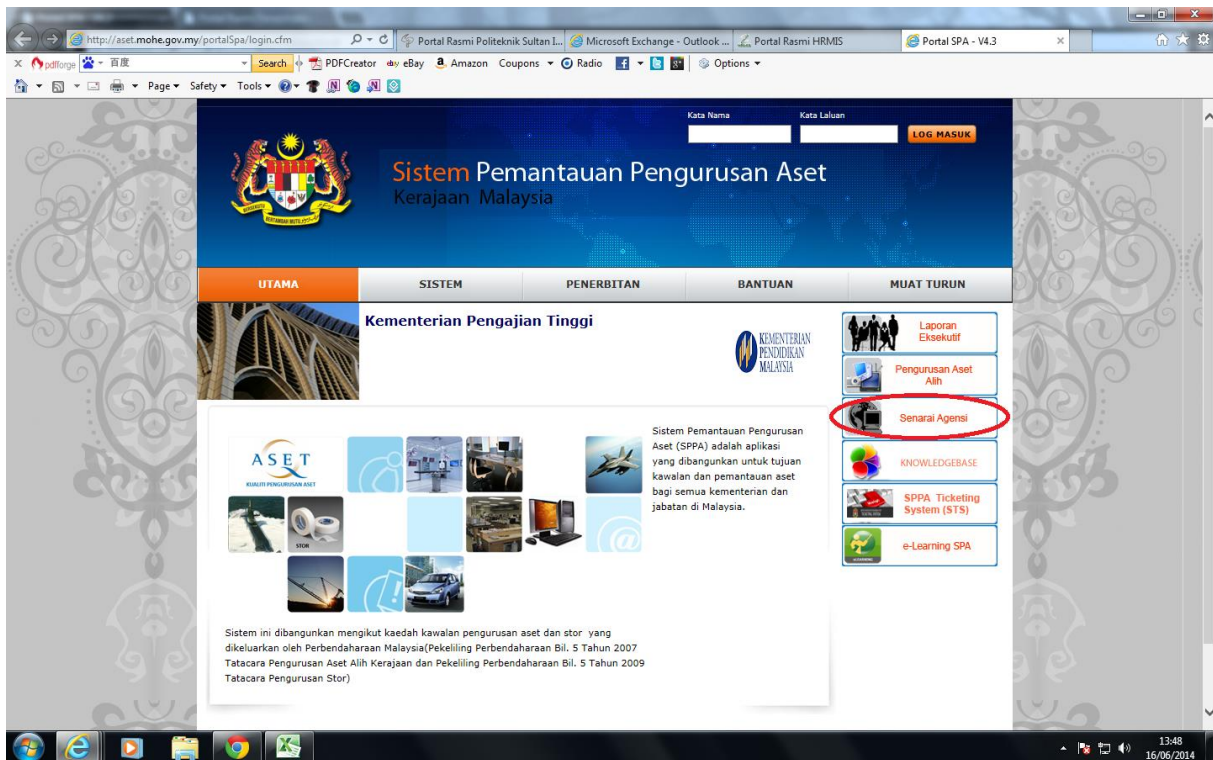 http://aset.mohe.gov.my/portalSpa/login.cfm
Portal Rasmi Politeknik Sultan I...
Microsoft Exchange - Outlook ...
Portal Rasmi HRMIS
Portal SPA - V4.3
pdfforge
百度
Search
PDFCreator
eBay
Amazon
Coupons
Radio
Options
Page
Safety
Tools
Kata Nama
Kata Laluan
LOG MASUK
Sistem Pemantauan Pengurusan Aset
Kerajaan Malaysia
BERSEKUTU BERTAMBAH MUTU
UTAMA
SISTEM
PENERBITAN
BANTUAN
MUAT TURUN
Kementerian Pengajian Tinggi
KEMENTERIAN
PENDIDIKAN
MALAYSIA
Laporan
Eksekutif
Pengurusan Aset
Alih
Senarai Agensi
KNOWLEDGEBASE
SPPA Ticketing
System (STS)
e-Learning SPA
ASET
KUALITI PENGURUSAN ASET
STOR
Sistem Pemantauan Pengurusan
Aset (SPPA) adalah aplikasi
yang dibangunkan untuk tujuan
kawalan dan pemantauan aset
bagi semua kementerian dan
jabatan di Malaysia.
Sistem ini dibangunkan mengikut kaedah kawalan pengurusan aset dan stor yang
dikeluarkan oleh Perbendaharaan Malaysia(Pekeliling Perbendaharaan Bil. 5 Tahun 2007
Tatacara Pengurusan Aset Alih Kerajaan dan Pekeliling Perbendaharaan Bil. 5 Tahun 2009
Tatacara Pengurusan Stor)
13:48
16/06/2014